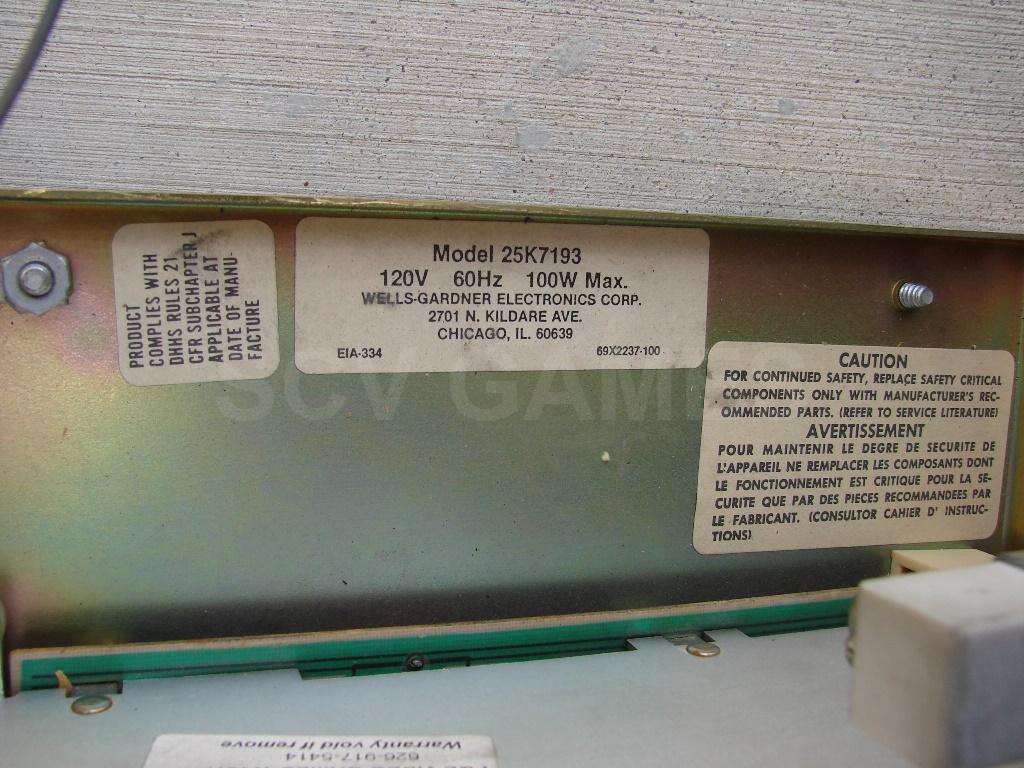 PRODUCT
COMPLIES WITH
DHHS RULES 21
CFR SUBCHAPTER J
APPLICABLE AT
DATE OF MANU-
FACTURE
Model 25K7193
120V 60Hz 100W Max.
WELLS-GARDNER ELECTRONICS CORP.
2701 N. KILDARE AVE.
CHICAGO, IL. 60639
EIA-334 69X2237-100
SCV GAMES
CAUTION
FOR CONTINUED SAFETY, REPLACE SAFETY CRITICAL
COMPONENTS ONLY WITH MANUFACTURER'S REC-
OMMENDED PARTS. (REFER TO SERVICE LITERATURE)
AVERTISSEMENT
POUR MAINTENIR LE DEGRE DE SECURITE DE
L'APPAREIL NE REMPLACER LES COMPOSANTS DONT
LE FONCTIONNEMENT EST CRITIQUE POUR LA SE-
CURITE QUE PAR DES PIECES RECOMMANDEES PAR
LE FABRICANT. (CONSULTOR CAHIER D' INSTRUC-
TIONS)
626-917-5414
Warranty void if remove